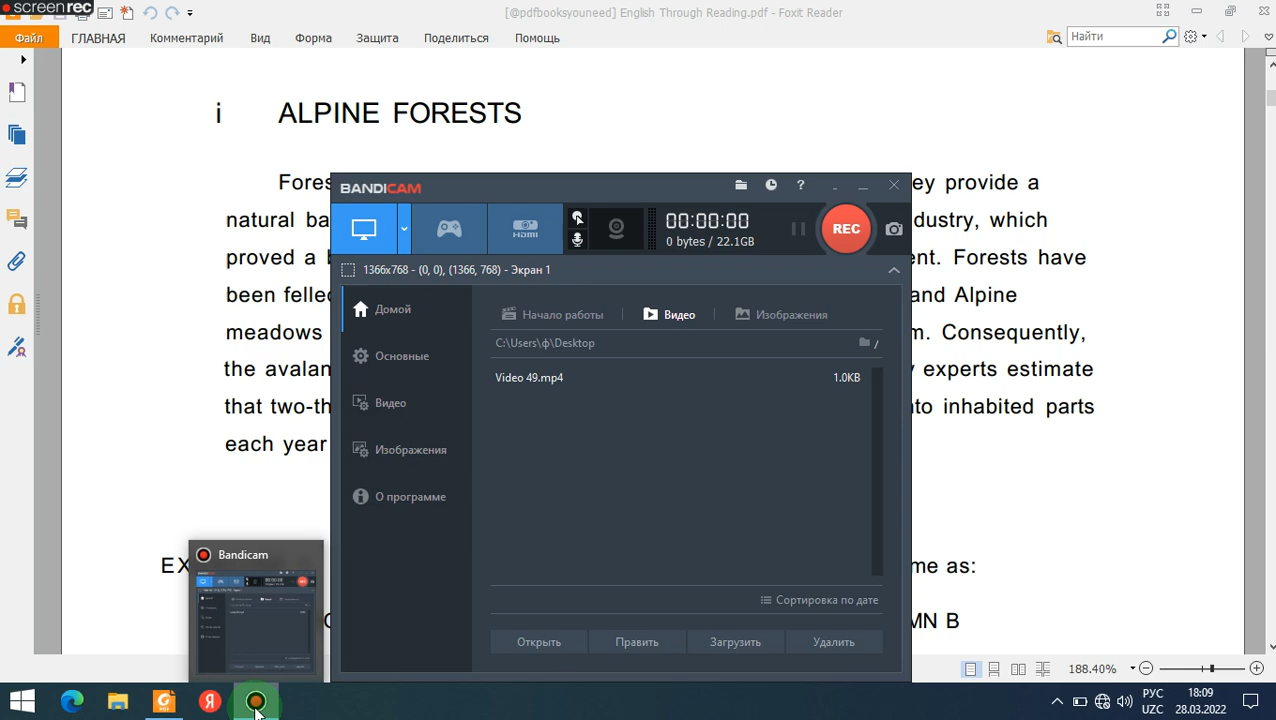 screenrec
[@pdfbooksyouneed] English Through Reading.pdf - Foxit Reader
Файл ГЛАВНАЯ Комментарий Вид Форма Защита Поделиться Помощь
Найти
i ALPINE FORESTS
ey provide a
natural ba
dustry, which
proved a
ent. Forests have
been felle
and Alpine
meadows
m. Consequently,
the avalan
y experts estimate
that two-th
to inhabited parts
each year
EX
me as:
MN B
BANDICAM
HDMI
00:00:00
0 bytes / 22.1GB
REC
1366x768 - (0, 0), (1366, 768) - Экран 1
Домой
Основные
Видео
Изображения
О программе
Начало работы Видео Изображения
C:\Users\ф\Desktop
/
Video 49.mp4 1.0KB
Сортировка по дате
Открыть Править Загрузить Удалить
Bandicam
188.40%
РУС
UZC
18:09
28.03.2022